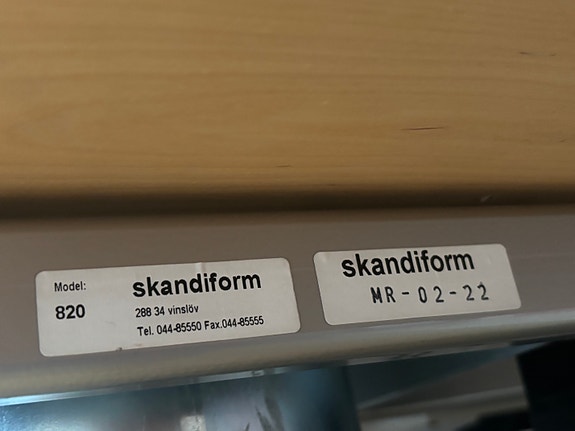 Model:
820
skandiform
288 34 vinslöv
Tel. 044-85550 Fax.044-85555
skandiform
MR-02-22